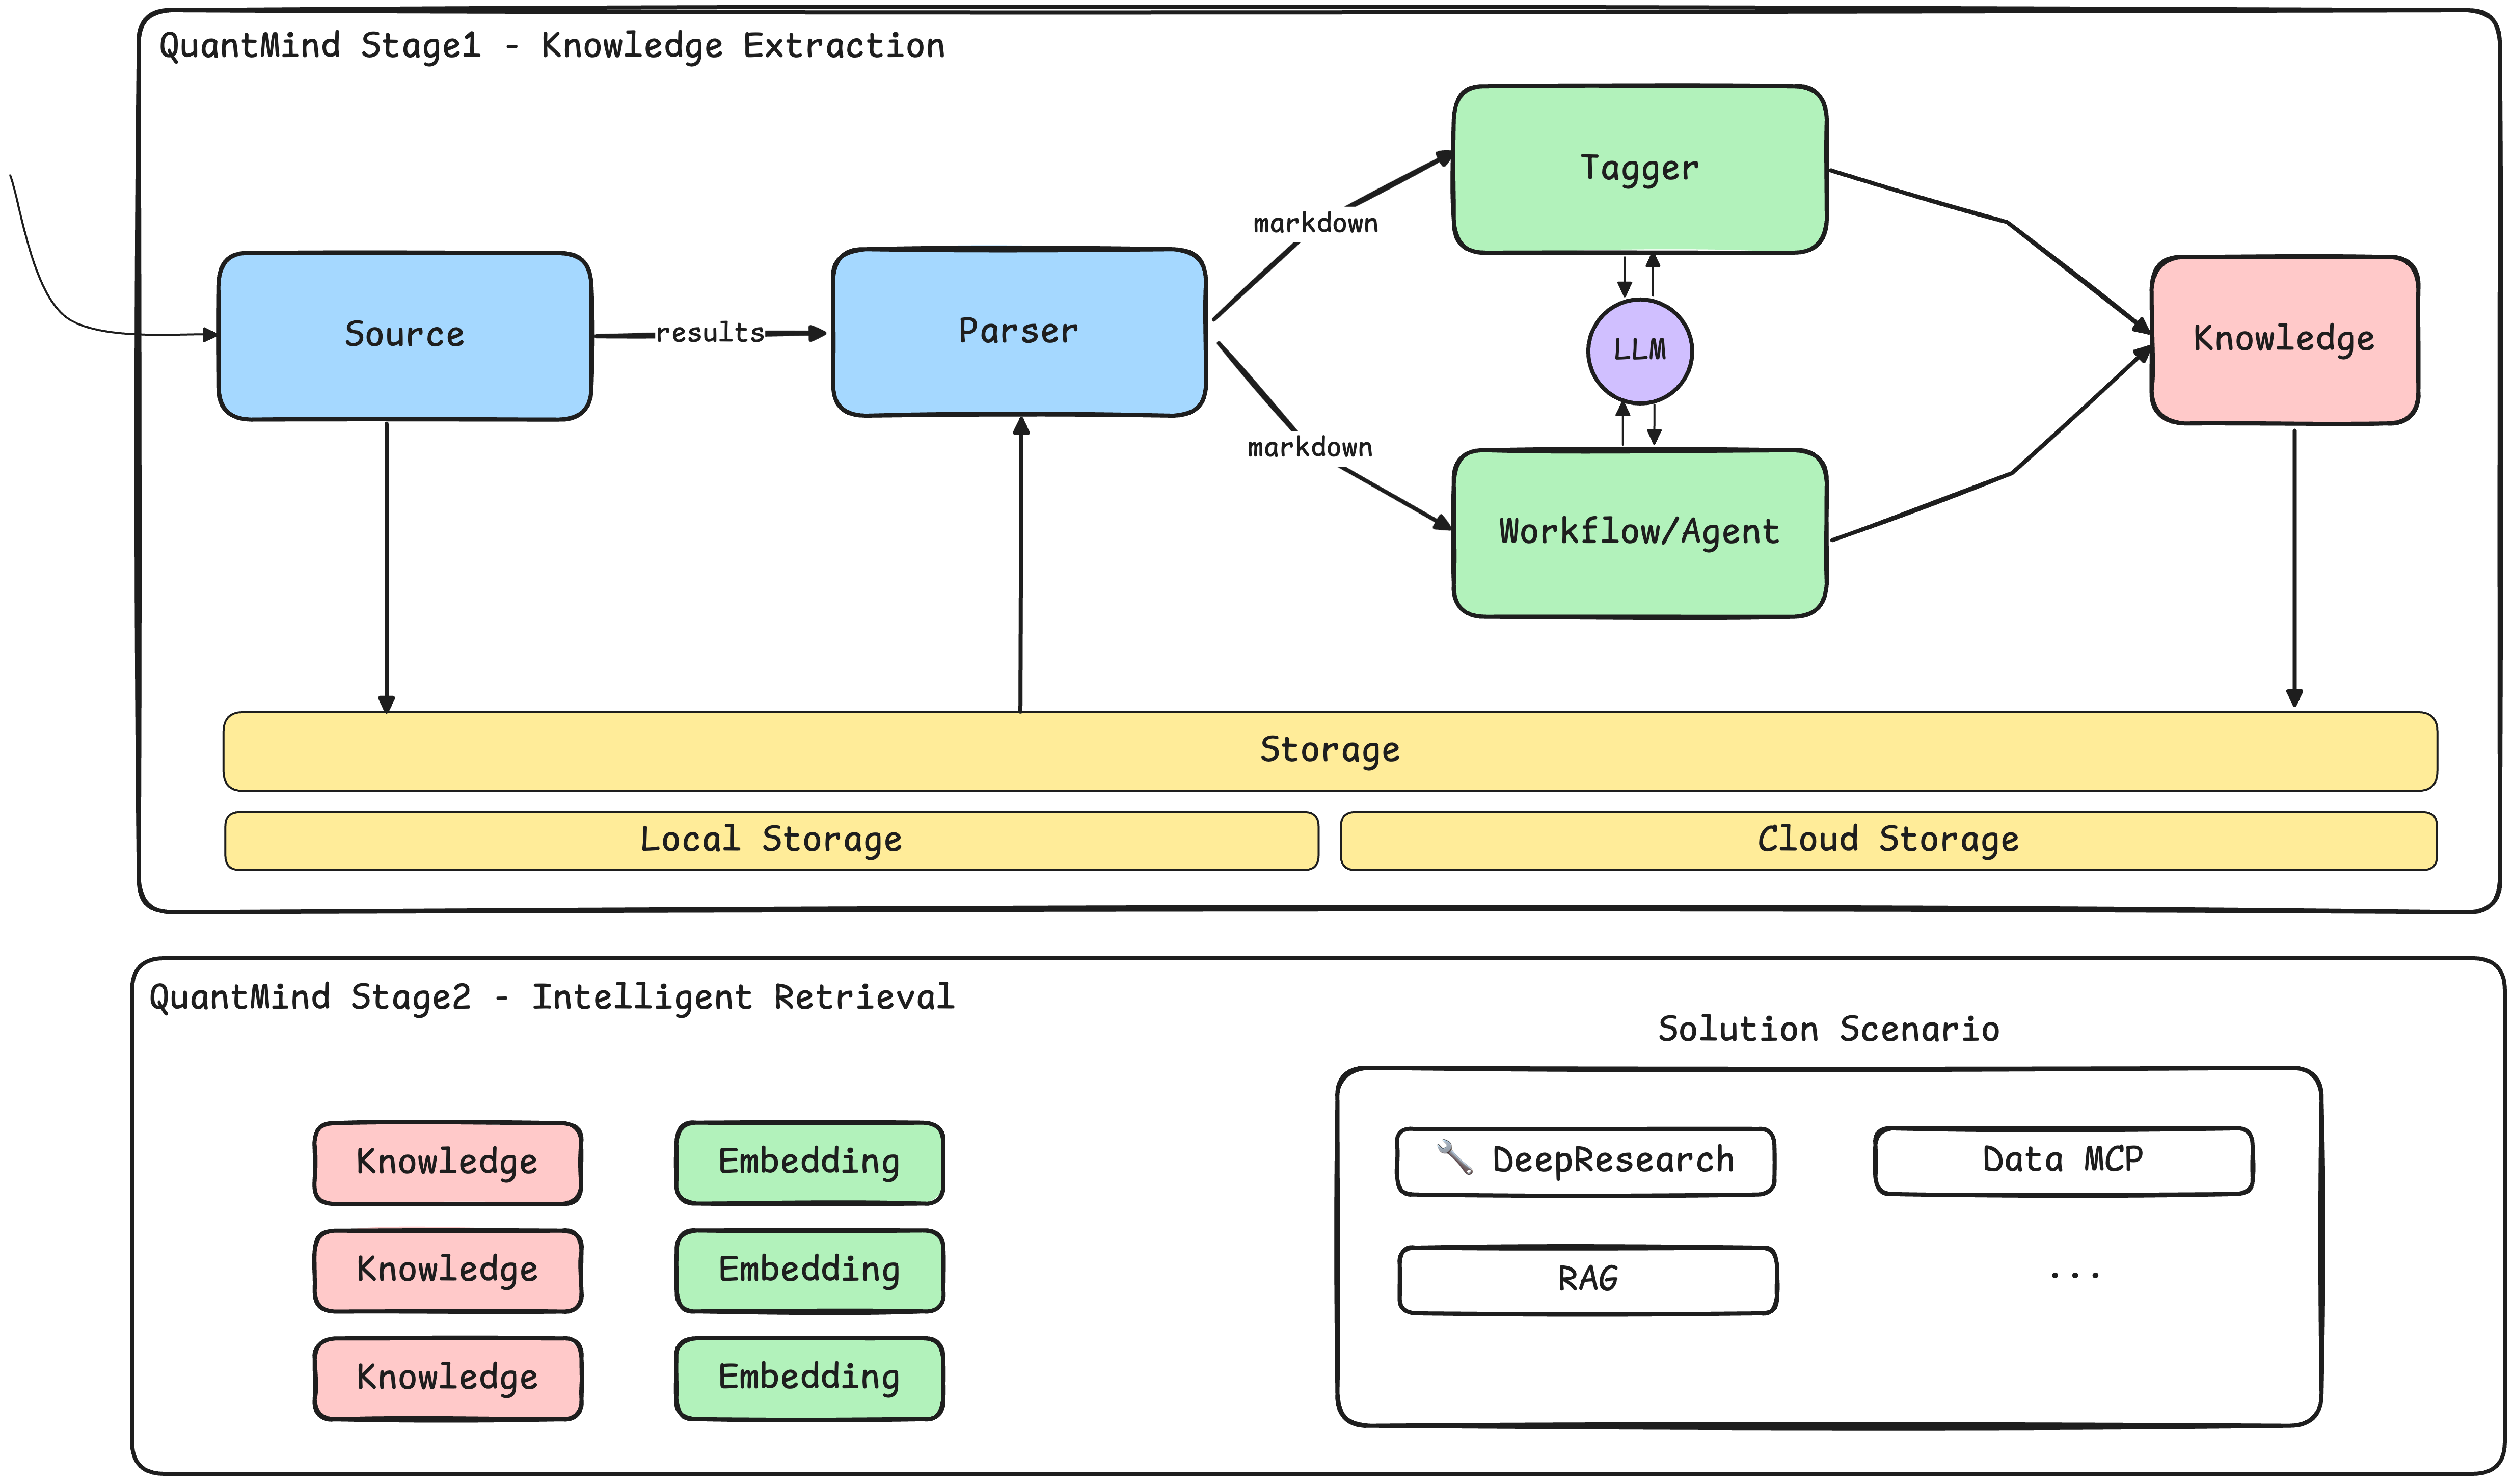 QuantMind Stage1 - Knowledge Extraction
Tagger
markdown
Source
results
Parser
LLM
Knowledge
markdown
Workflow/Agent
Storage
Local Storage
Cloud Storage
QuantMind Stage2 - Intelligent Retrieval
Solution Scenario
Knowledge
Embedding
Knowledge
Embedding
Knowledge
Embedding
DeepResearch
Data MCP
RAG
...